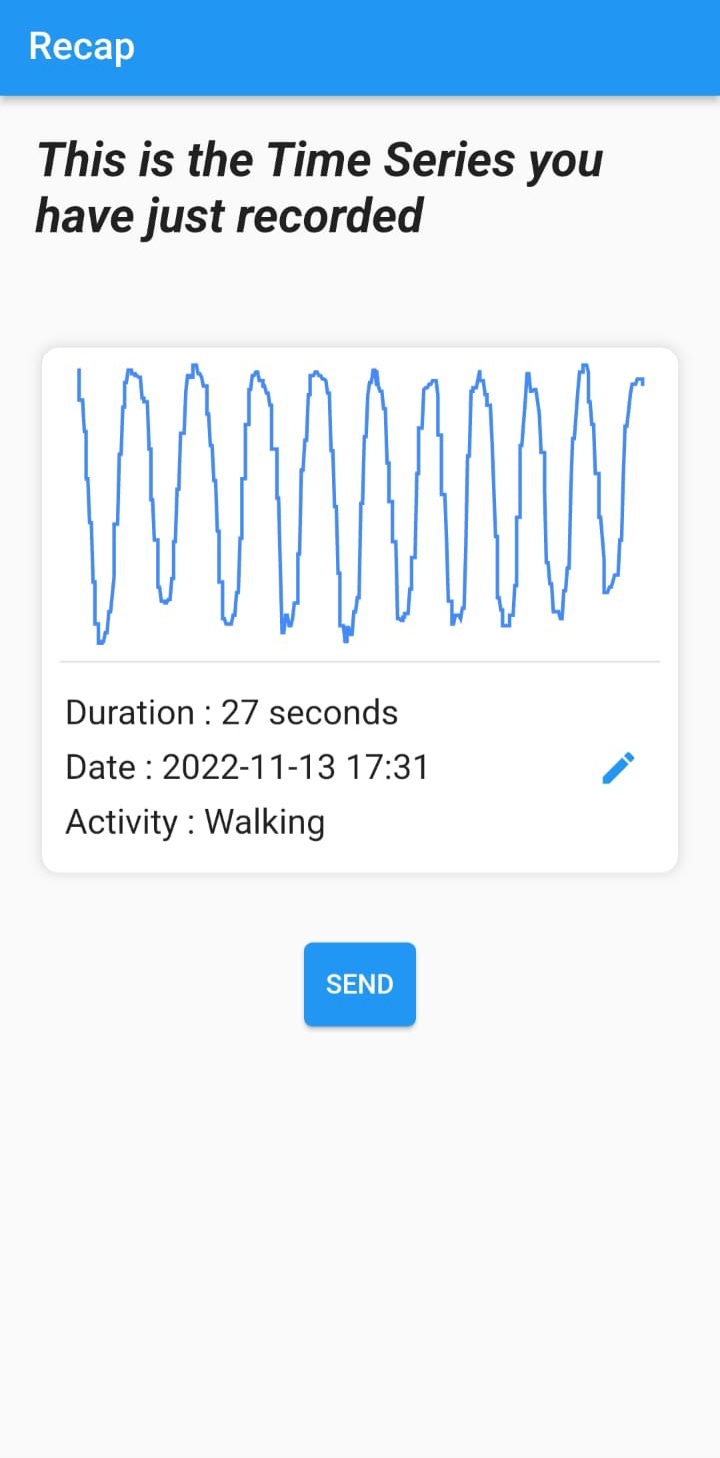 Recap
This is the Time Series you
have just recorded
Duration : 27 seconds
Date : 2022-11-13 17:31
Activity : Walking
SEND